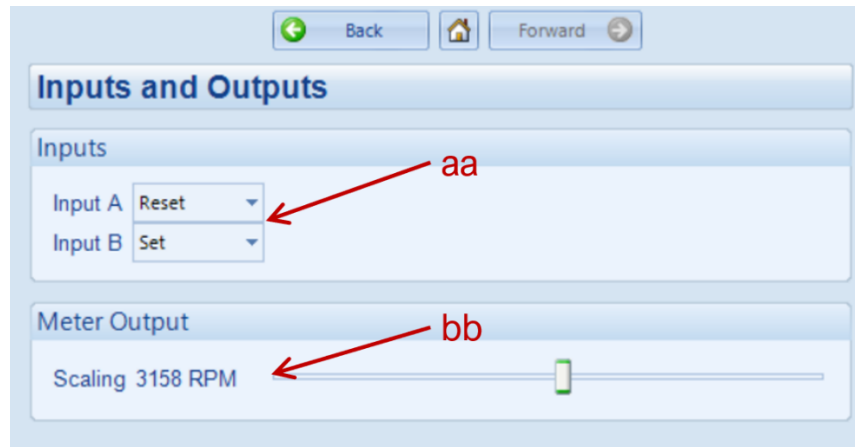 Back Forward
Inputs and Outputs
Inputs
aa
Input A Reset
Input B Set
Meter Output
bb
Scaling 3158 RPM